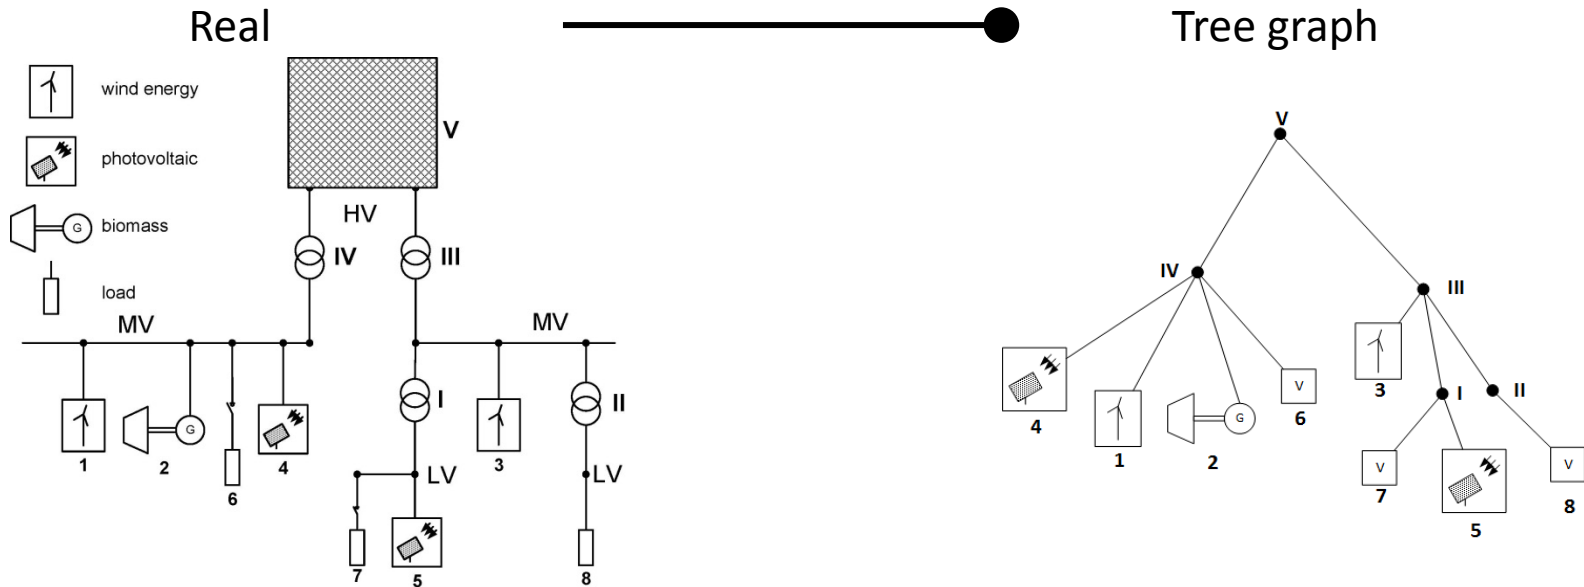 Real
Tree graph
wind energy
photovoltaic
G
biomass
load
V
HV
IV
III
MV
MV
I
II
G
1
2
6
4
3
LV
LV
7
5
8
V
IV
III
4
1
G
2
V
6
3
I
II
V
7
5
V
8